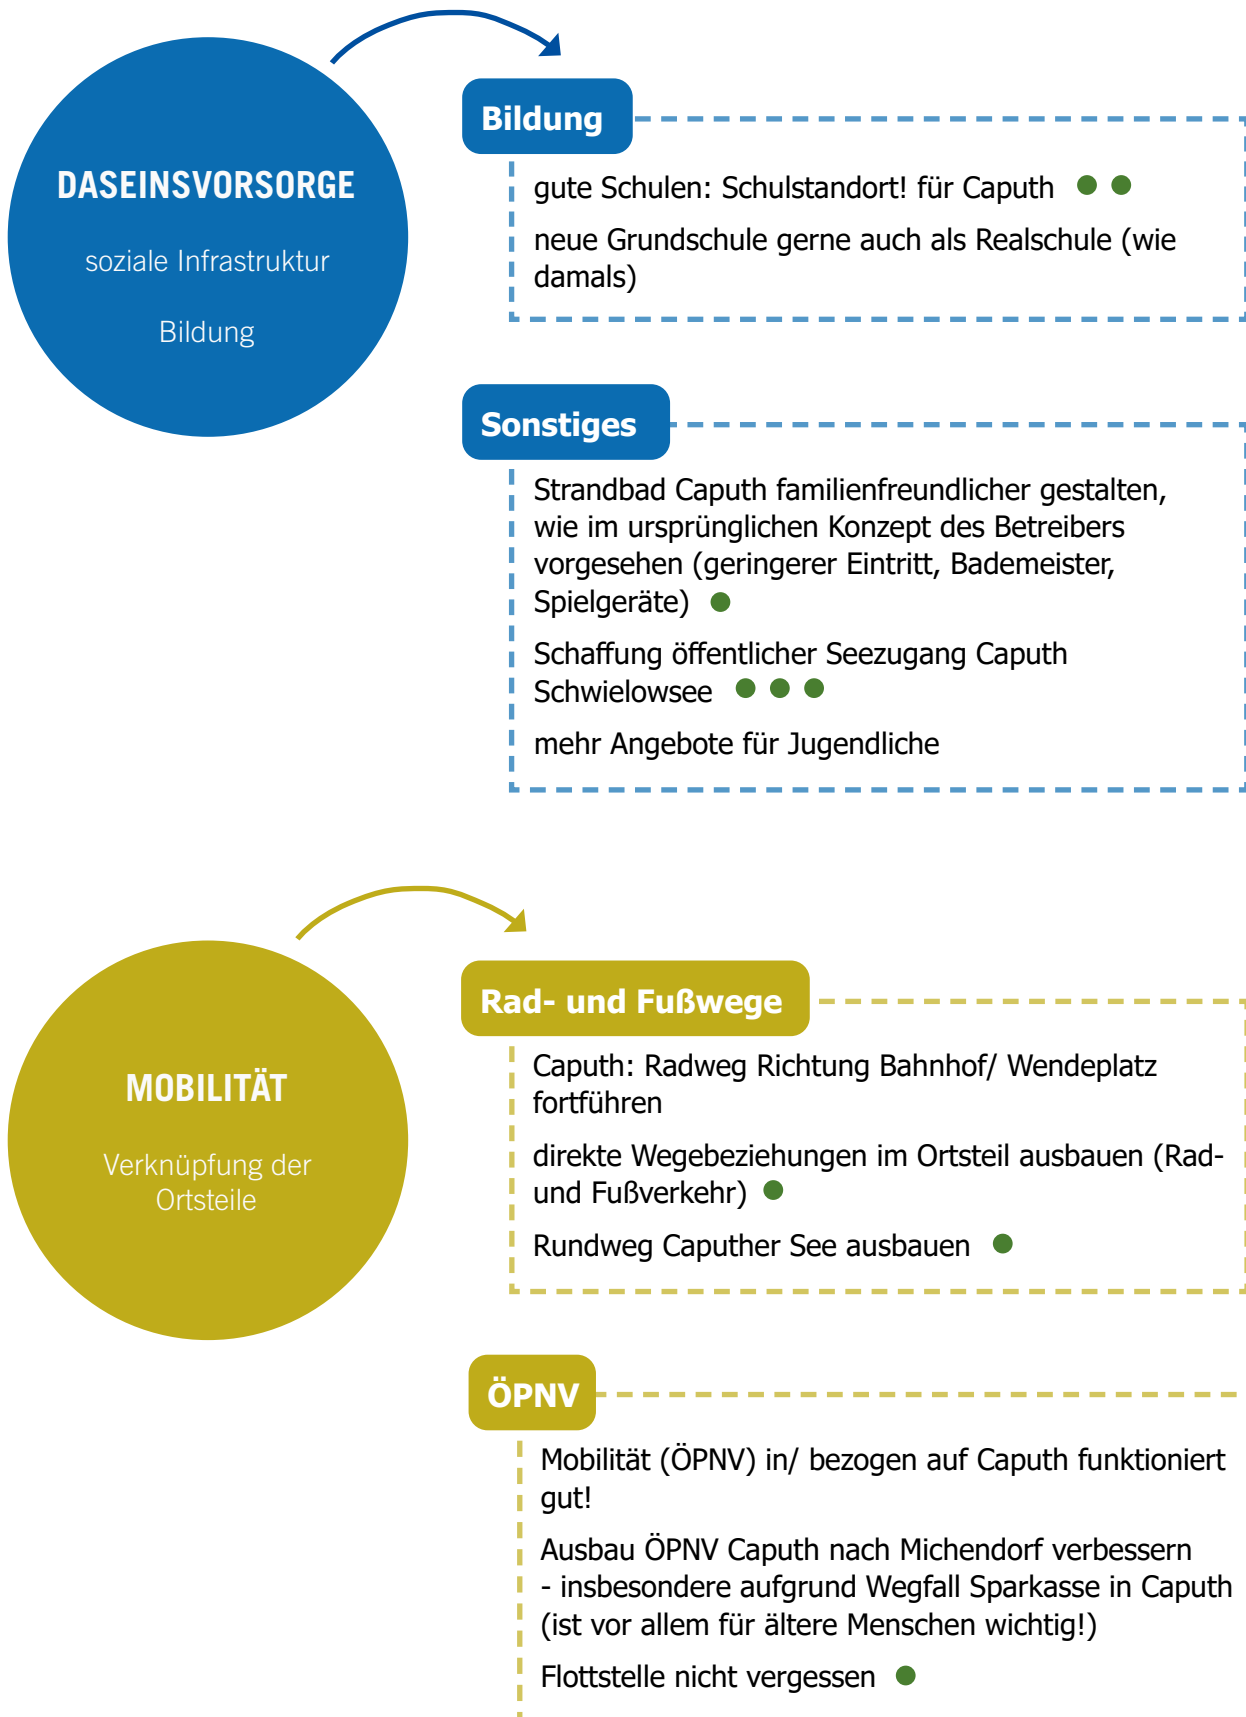 DASEINSVORSORGE
soziale Infrastruktur
Bildung
Bildung
gute Schulen: Schulstandort! für Caputh
neue Grundschule gerne auch als Realschule (wie
damals)
Sonstiges
Strandbad Caputh familienfreundlicher gestalten,
wie im ursprünglichen Konzept des Betreibers
vorgesehen (geringerer Eintritt, Bademeister,
Spielgeräte)
Schaffung öffentlicher Seezugang Caputh
Schwielowsee
mehr Angebote für Jugendliche
MOBILITÄT
Verknüpfung der
Ortsteile
Rad- und Fußwege
Caputh: Radweg Richtung Bahnhof/ Wendeplatz
fortführen
direkte Wegebeziehungen im Ortsteil ausbauen (Rad-
und Fußverkehr)
Rundweg Caputher See ausbauen
ÖPNV
Mobilität (ÖPNV) in/ bezogen auf Caputh funktioniert
gut!
Ausbau ÖPNV Caputh nach Michendorf verbessern
- insbesondere aufgrund Wegfall Sparkasse in Caputh
(ist vor allem für ältere Menschen wichtig!)
Flottstelle nicht vergessen